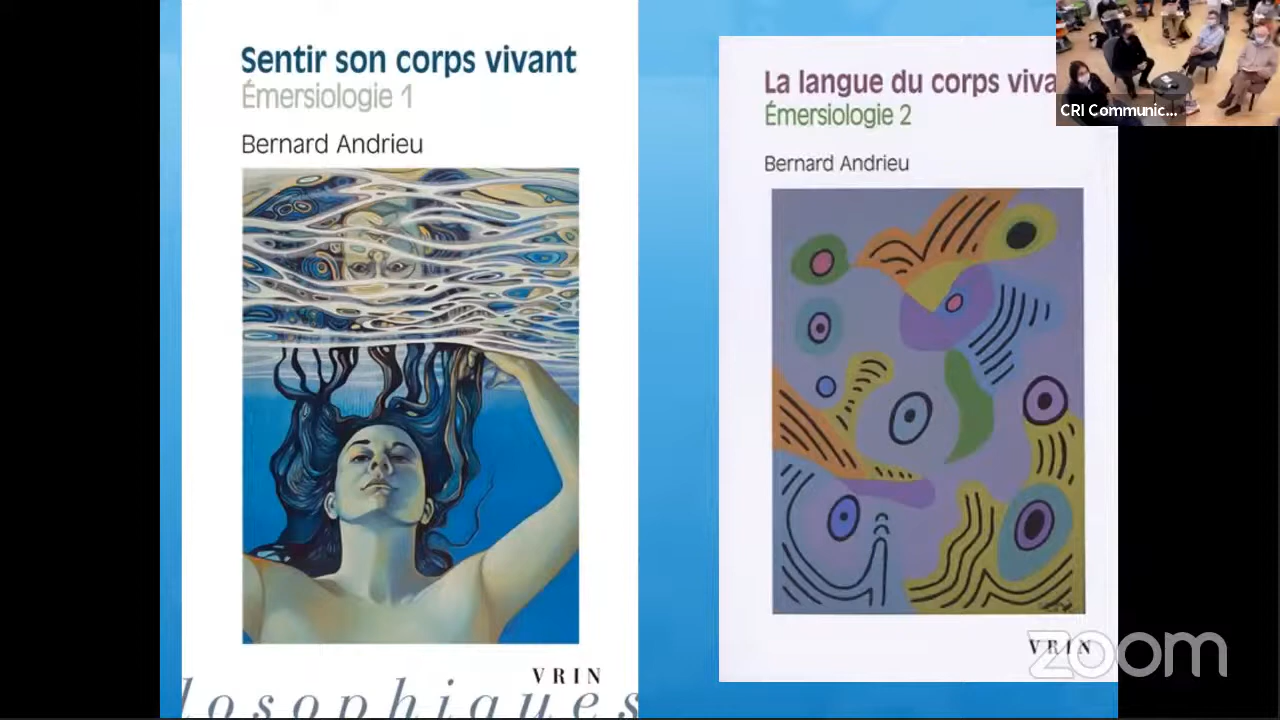 Sentir son corps vivant
Émersiologie 1
Bernard Andrieu
VRIN
losophiques
La langue du corps viva
Émersiologie 2
Bernard Andrieu
VRIN
CRI Communic...
zoom